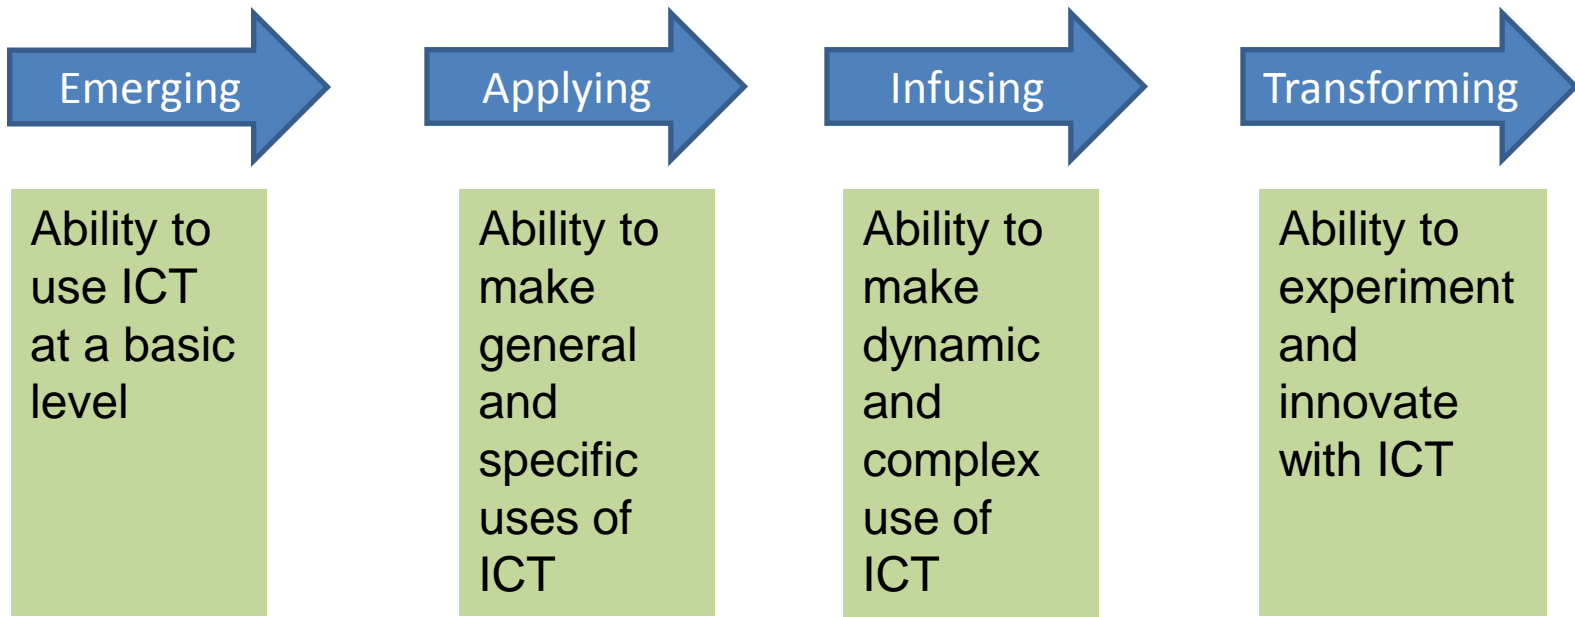 Emerging
Applying
Infusing
Transforming
Ability to
use ICT
at a basic
level
Ability to
make
general
and
specific
uses of
ICT
Ability to
make
dynamic
and
complex
use of
ICT
Ability to
experiment
and
innovate
with ICT